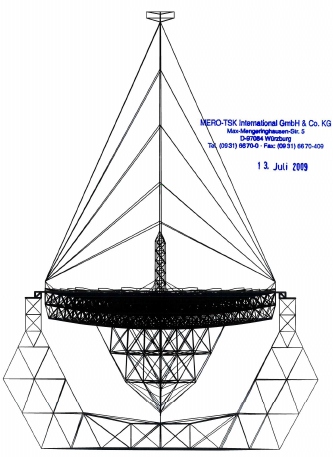 MERO-TSK International GmbH & Co. KG
Max-Mengeringhausen-Str. 5
D-97084 Würzburg
Tel. (0931) 6670-0 · Fax: (0931) 6670-409
13. Juli 2009